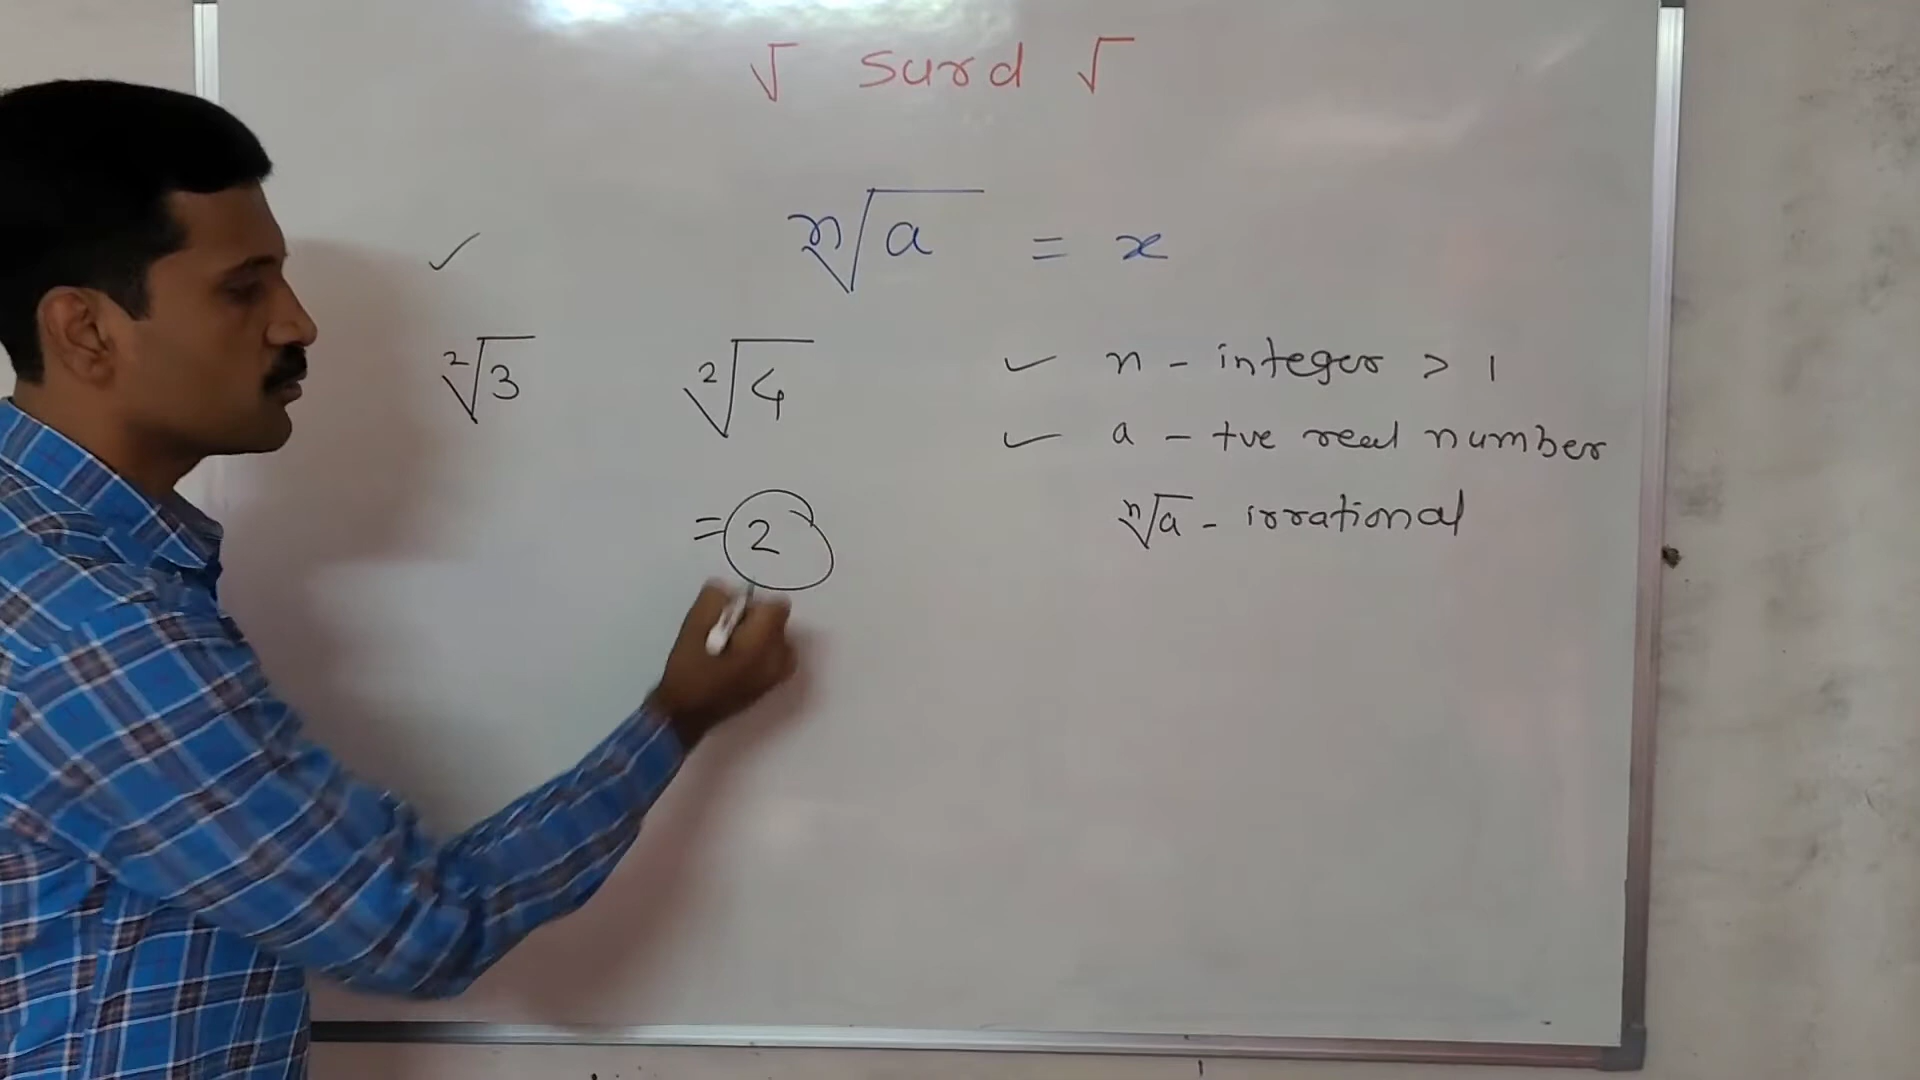 √ Surd √
ⁿ√a = x
✓
²√3
²√4
= 2
✓ n - integer > 1
✓ a - +ve real number
ⁿ√a - irrational